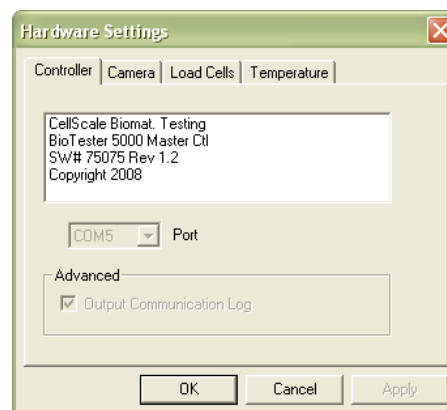 Hardware Settings
Controller Camera Load Cells Temperature
CellScale Biomat. Testing
BioTester 5000 Master Ctl
SW# 75075 Rev 1.2
Copyright 2008
COM5 Port
Advanced
Output Communication Log
OK Cancel Apply